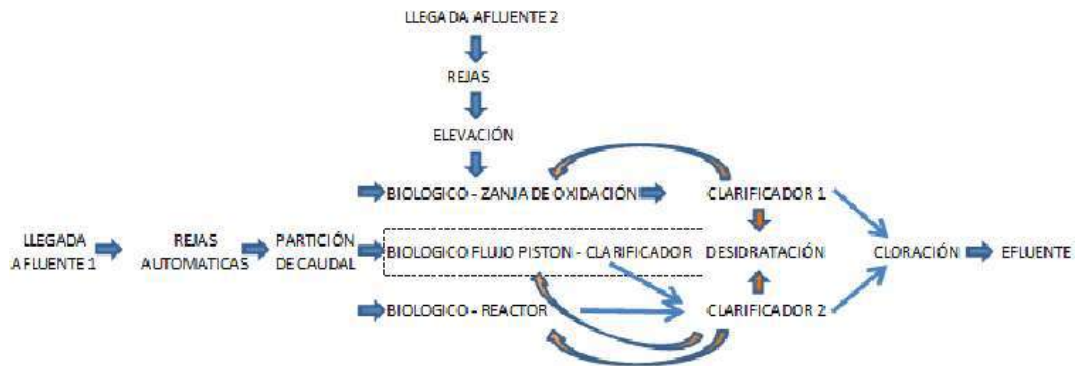 LLEGADA AFLUENTE 2
REJAS
ELEVACIÓN
BIOLOGICO - ZANJA DE OXIDACIÓN
CLARIFICADOR 1
LLEGADA
AFLUENTE 1
REJAS
AUTOMATICAS
PARTICIÓN
DE CAUDAL
BIOLOGICO FLUJO PISTON - CLARIFICADOR
DESIDRATACIÓN
CLORACIÓN
EFLUENTE
BIOLOGICO - REACTOR
CLARIFICADOR 2